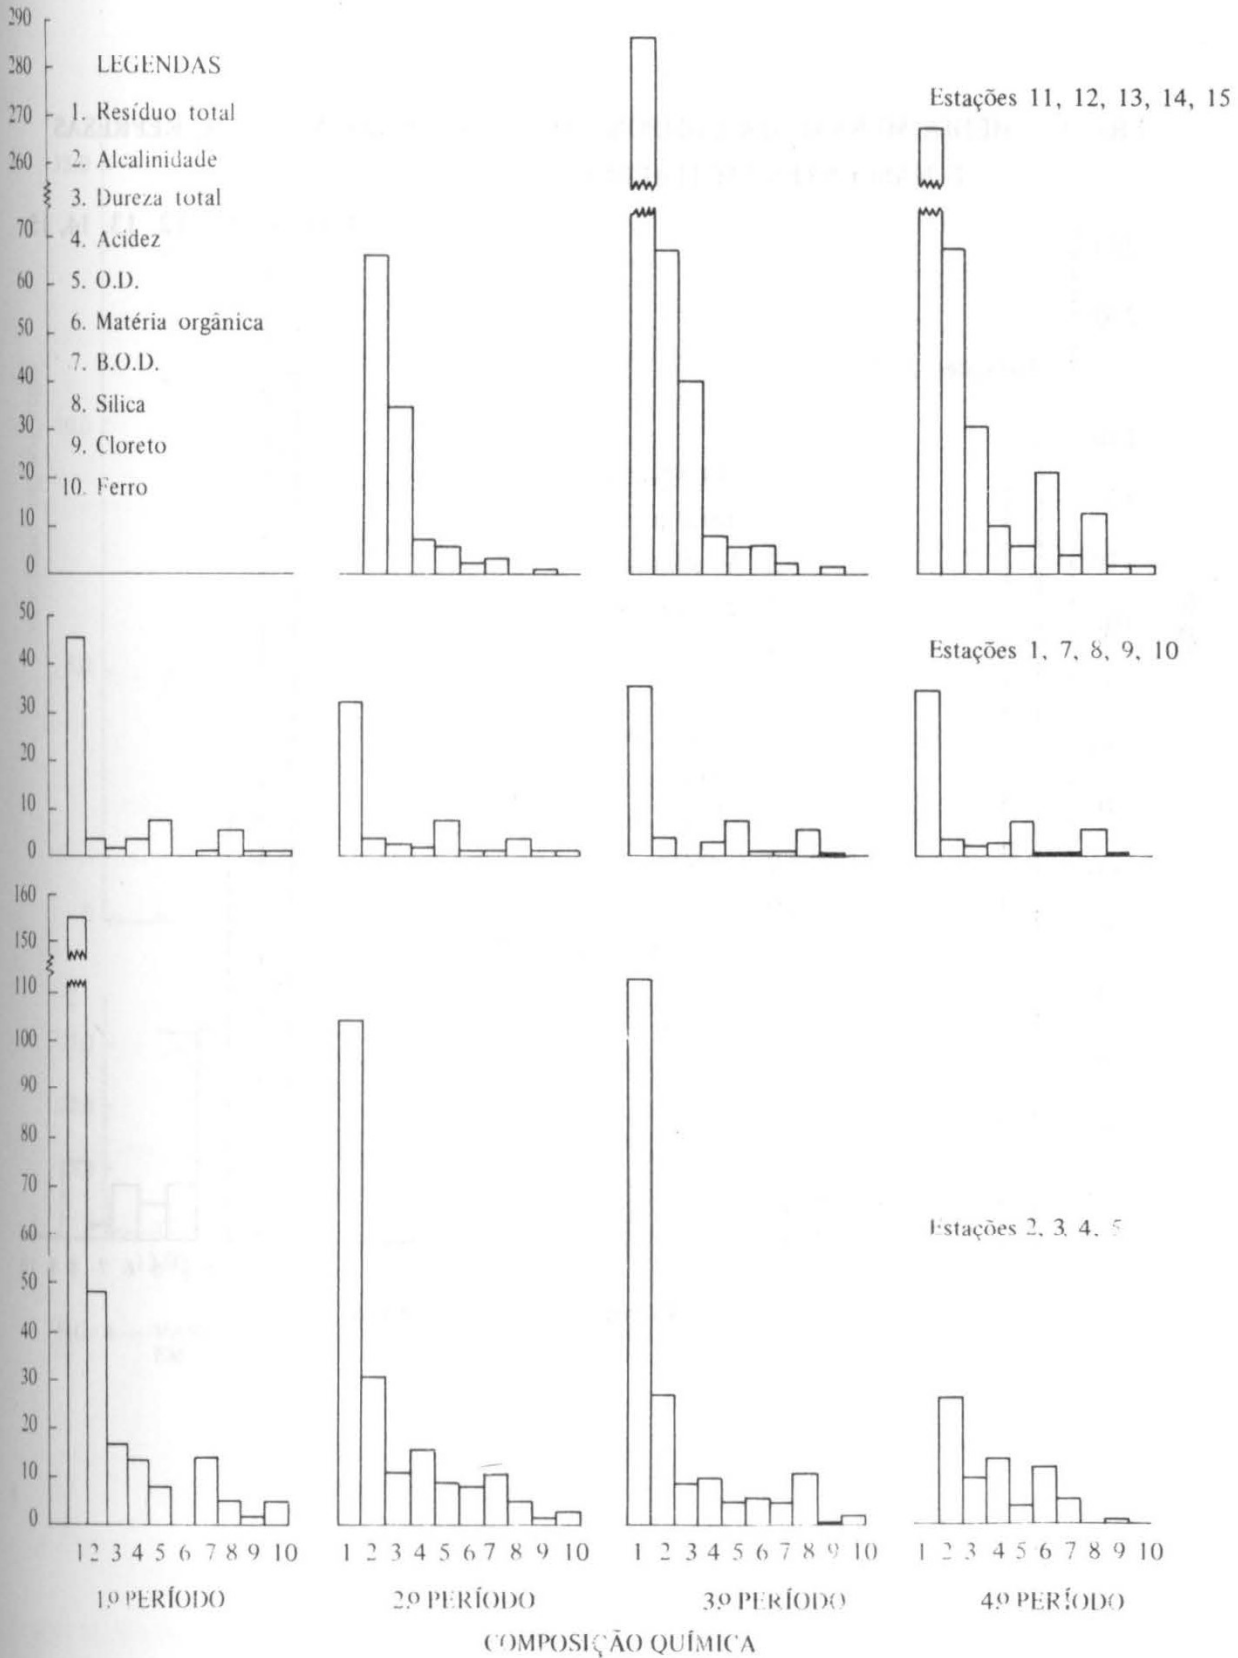 290
280
270
260
70
60
50
40
30
20
10
0
LEGENDAS
1. Resíduo total
2. Alcalinidade
3. Dureza total
4. Acidez
5. O.D.
6. Matéria orgânica
7. B.O.D.
8. Silica
9. Cloreto
10. Ferro
Estações 11, 12, 13, 14, 15
50
40
30
20
10
0
Estações 1, 7, 8, 9, 10
160
150
110
100
90
80
70
60
50
40
30
20
10
0
Estações 2, 3, 4, 5
1 2 3 4 5 6 7 8 9 10
1 2 3 4 5 6 7 8 9 10
1 2 3 4 5 6 7 8 9 10
1 2 3 4 5 6 7 8 9 10
1º PERÍODO
2º PERÍODO
3º PERÍODO
4º PERÍODO
COMPOSIÇÃO QUÍMICA